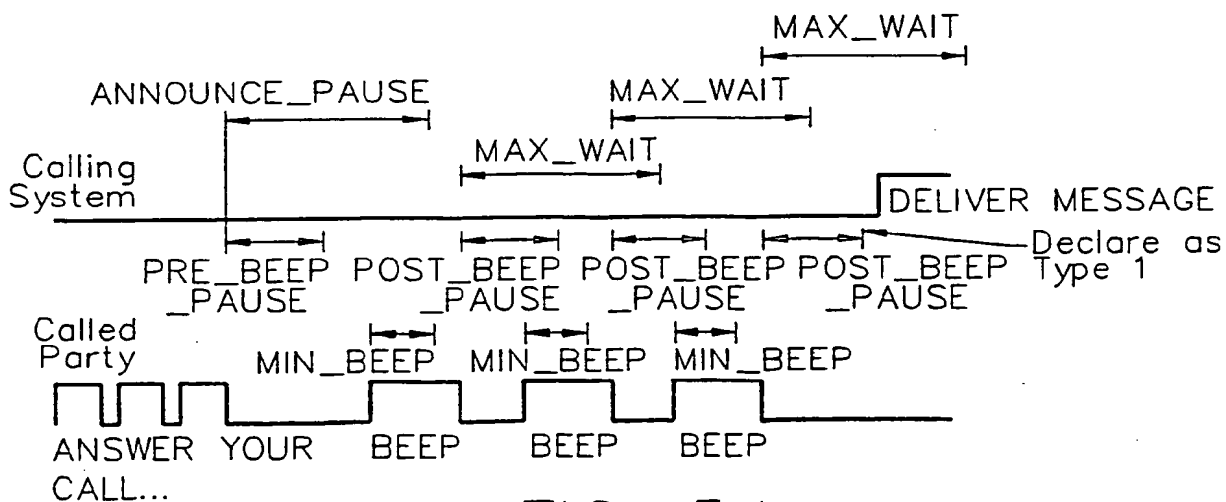 MAX_WAIT
ANNOUNCE_PAUSE
MAX_WAIT
MAX_WAIT
Calling
System
DELIVER MESSAGE
Declare as
Type 1
PRE_BEEP
_PAUSE
POST_BEEP
_PAUSE
POST_BEEP
_PAUSE
POST_BEEP
_PAUSE
Called
Party
MIN_BEEP
MIN_BEEP
MIN_BEEP
ANSWER YOUR
CALL...
BEEP
BEEP
BEEP